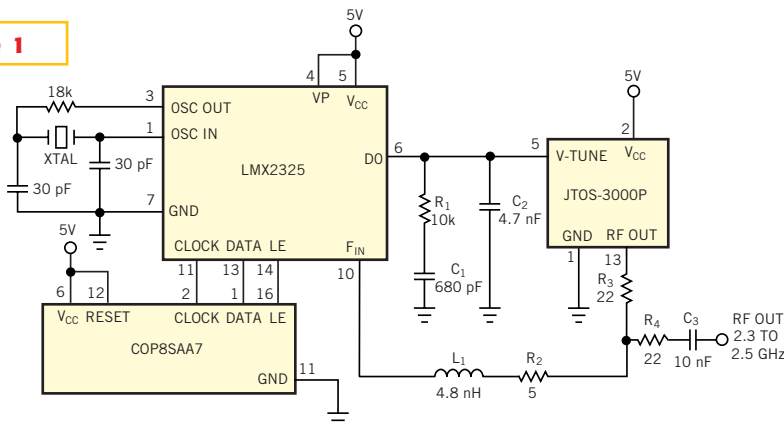 1
5V
18k
3
OSC OUT
4
5
VP
V_CC
1
OSC IN
XTAL
30 pF
30 pF
LMX2325
DO
6
7
GND
CLOCK DATA LE
F_IN
11
13
14
10
5V
6
12
2
1
16
V_CC RESET
CLOCK DATA LE
COP8SAA7
GND
11
R1
10k
C1
680 pF
C2
4.7 nF
5V
2
5
V-TUNE
V_CC
JTOS-3000P
GND
RF OUT
1
13
R3
22
R4
22
C3
10 nF
RF OUT
2.3 TO
2.5 GHz
L1
4.8 nH
R2
5